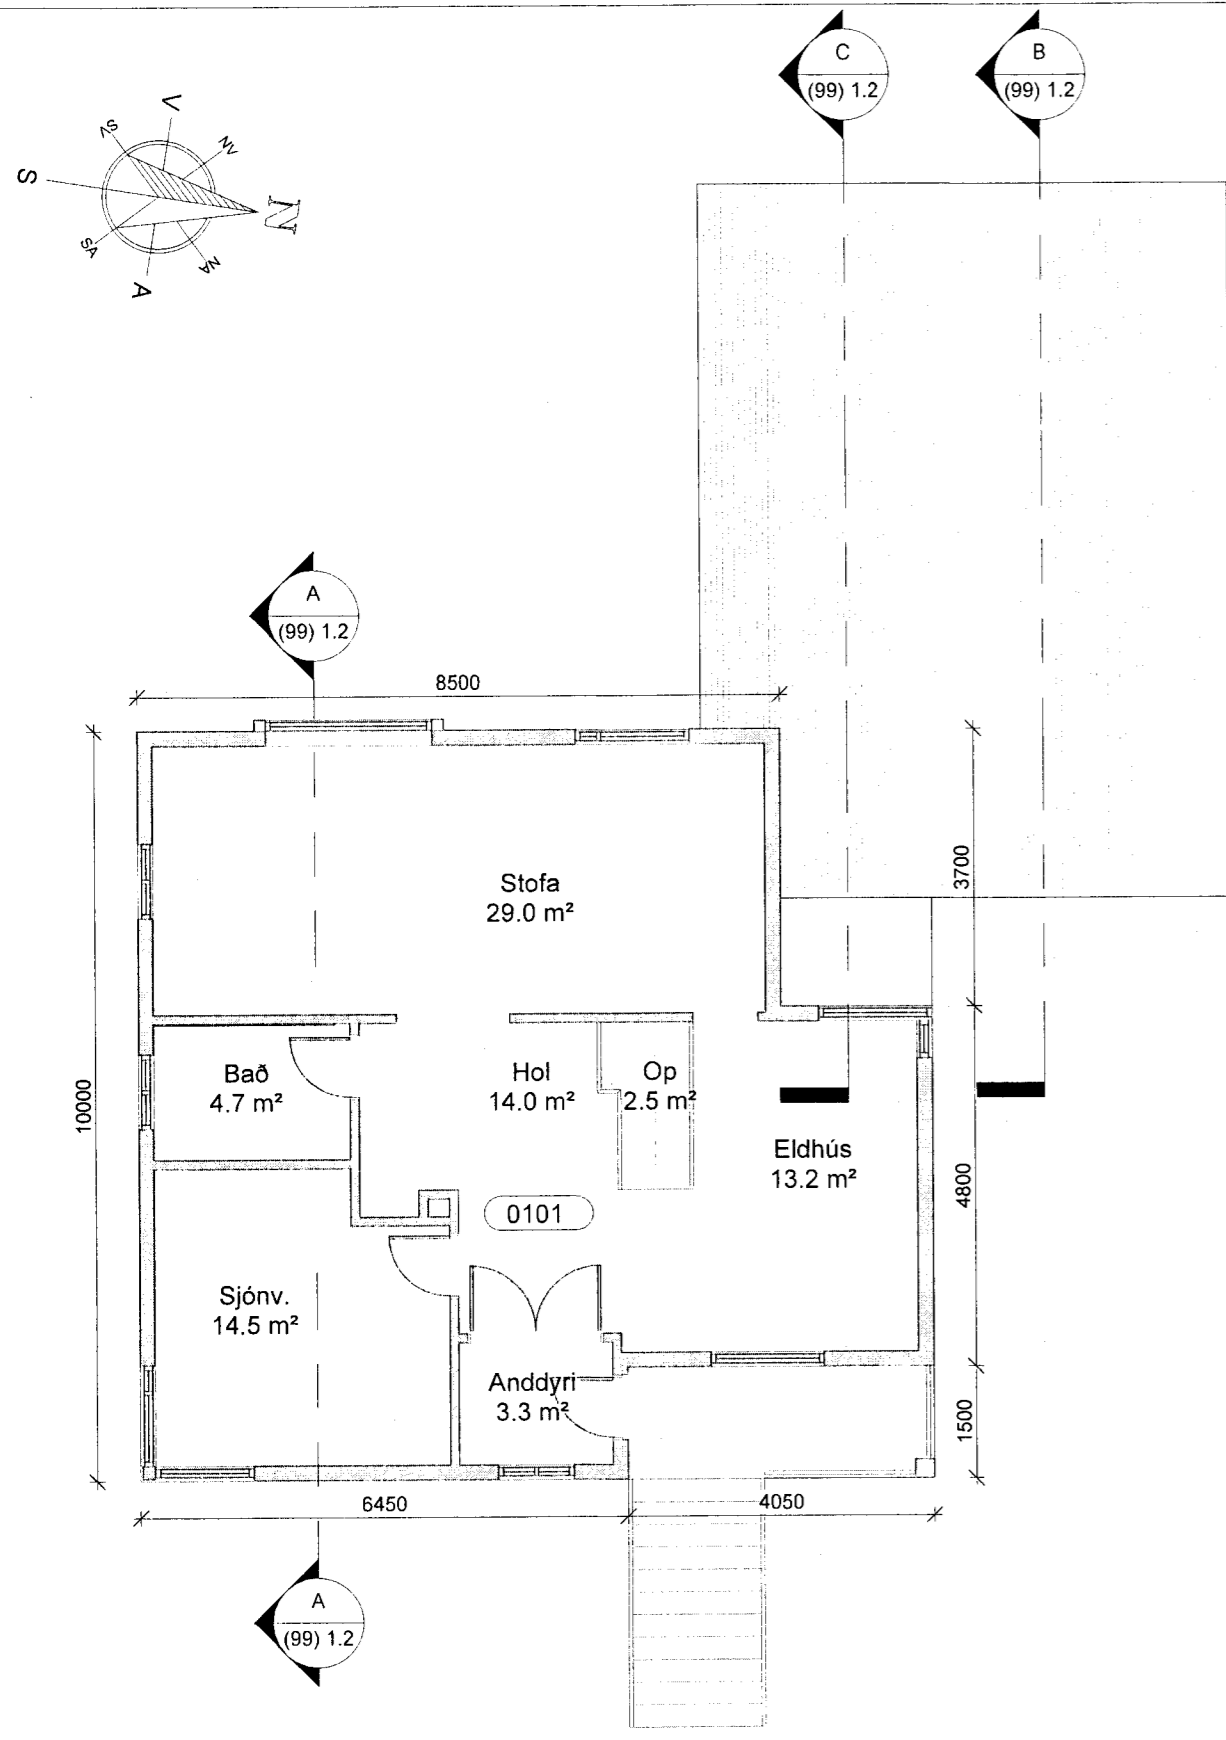 C
(99) 1.2
B
(99) 1.2
V
SV
NV
S
N
SA
NA
A
A
(99) 1.2
8500
3700
Stofa
29.0 m²
10000
Bað
4.7 m²
Hol
14.0 m²
Op
2.5 m²
Eldhús
13.2 m²
4800
0101
Sjónv.
14.5 m²
Anddyri
3.3 m²
1500
6450
4050
A
(99) 1.2